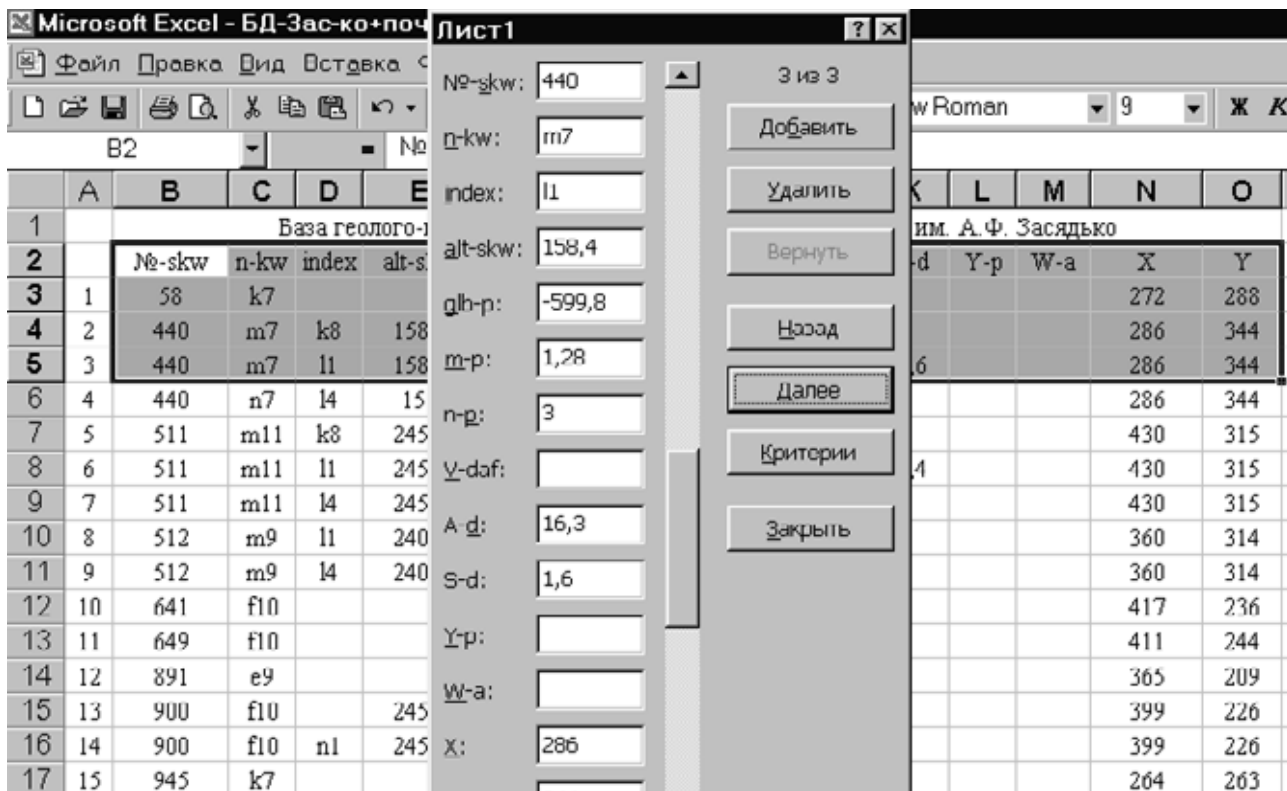 Microsoft Excel - БД-Зас-ко+поч
Файл Правка Вид Вставка
w Roman 9 Ж К
B2 = №
A B C D E K L M N O
1 База геолого- им. А.Ф. Засядько
2 №-skw n-kw index alt-s -d Y-p W-a X Y
3 1 58 k7 272 288
4 2 440 m7 k8 158 286 344
5 3 440 m7 l1 158 ,6 286 344
6 4 440 n7 l4 15 286 344
7 5 511 m11 k8 245 430 315
8 6 511 m11 l1 245 ,4 430 315
9 7 511 m11 l4 245 430 315
10 8 512 m9 l1 240 360 314
11 9 512 m9 l4 240 360 314
12 10 641 f10 417 236
13 11 649 f10 411 244
14 12 891 e9 365 209
15 13 900 f10 245 399 226
16 14 900 f10 n1 245 399 226
17 15 945 k7 264 263
Лист1
№-skw: 440
n-kw: m7
index: l1
alt-skw: 158,4
glb-p: -599,8
m-p: 1,28
n-p: 3
V-daf:
A-d: 16,3
S-d: 1,6
Y-p:
W-a:
X: 286
3 из 3
Добавить
Удалить
Вернуть
Назад
Далее
Критерии
Закрыть